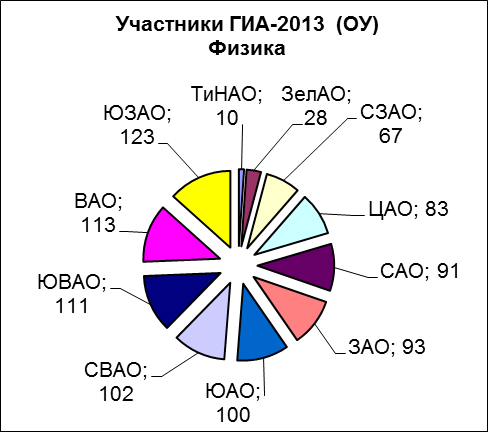 Участники ГИА-2013 (ОУ)
Физика
ТиНАО;
10
ЗелАО;
28
СЗАО;
67
ЦАО; 83
САО; 91
ЗАО; 93
ЮАО;
100
СВАО;
102
ЮВАО;
111
ВАО;
113
ЮЗАО;
123